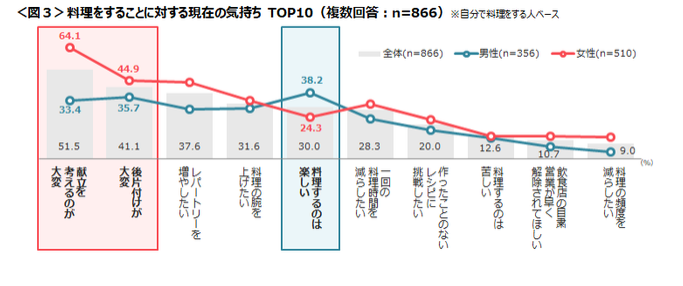 ＜図３＞料理をすることに対する現在の気持ち TOP10（複数回答：n=866）※自分で料理をする人ベース
全体(n=866) 男性(n=356) 女性(n=510)
64.1
44.9
38.2
33.4
35.7
24.3
51.5 41.1 37.6 31.6 30.0 28.3 20.0 12.6 10.7 9.0
(%)
献立を
考えるのが
大変
後片付けが
大変
レパートリーを
増やしたい
料理の腕を
上げたい
料理するのは
楽しい
一回の
料理時間を
減らしたい
作ったことのない
レシピに
挑戦したい
料理するのは
苦しい
飲食店の自粛
営業が早く
解除されてほしい
料理の頻度を
減らしたい